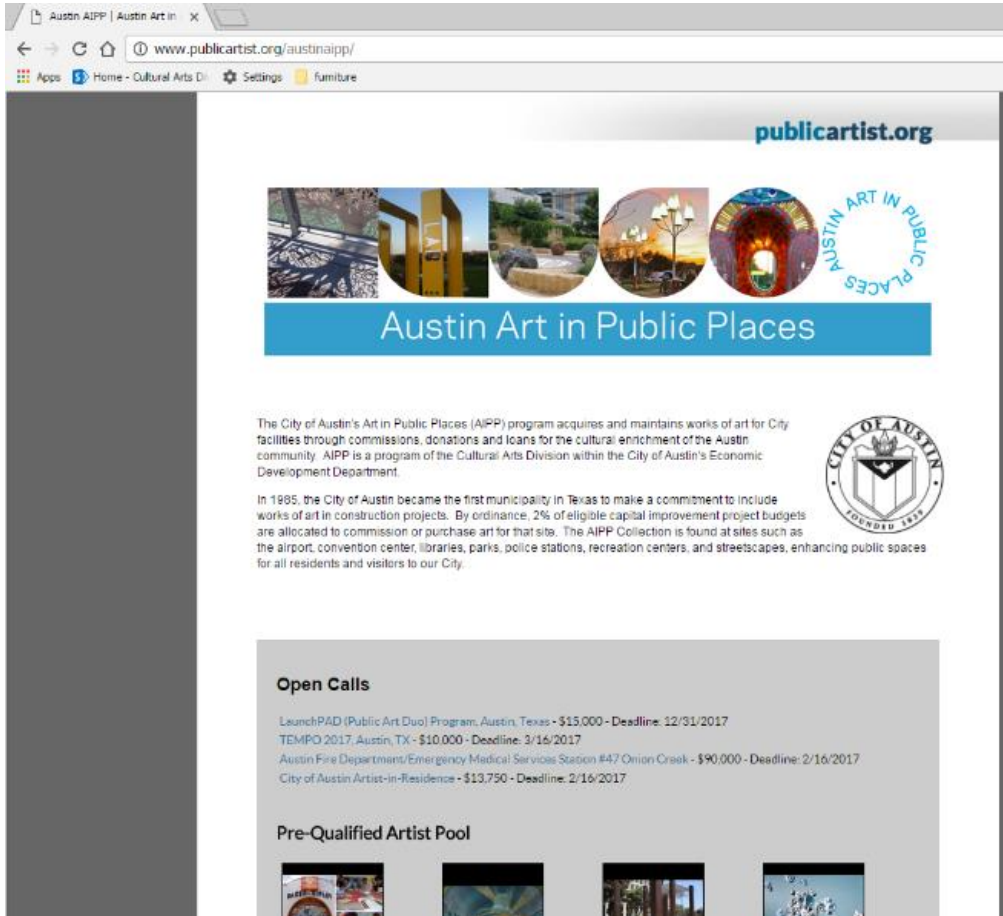 Austin AIPP | Austin Art in
www.publicartist.org/austinaipp/
Apps Home - Cultural Arts Di Settings furniture
publicartist.org
AUSTIN ART IN PUBLIC PLACES
Austin Art in Public Places
The City of Austin's Art in Public Places (AIPP) program acquires and maintains works of art for City
facilities through commissions, donations and loans for the cultural enrichment of the Austin
community. AIPP is a program of the Cultural Arts Division within the City of Austin's Economic
Development Department.
CITY OF AUSTIN
FOUNDED 1839
In 1985, the City of Austin became the first municipality in Texas to make a commitment to include
works of art in construction projects. By ordinance, 2% of eligible capital improvement project budgets
are allocated to commission or purchase art for that site. The AIPP Collection is found at sites such as
the airport, convention center, libraries, parks, police stations, recreation centers, and streetscapes, enhancing public spaces
for all residents and visitors to our City.
Open Calls
LaunchPAD (Public Art Duo) Program, Austin, Texas - $15,000 - Deadline: 12/31/2017
TEMPO 2017, Austin, TX - $10,000 - Deadline: 3/16/2017
Austin Fire Department/Emergency Medical Services Station #47 Onion Creek - $90,000 - Deadline: 2/16/2017
City of Austin Artist-in-Residence - $13,750 - Deadline: 2/16/2017
Pre-Qualified Artist Pool